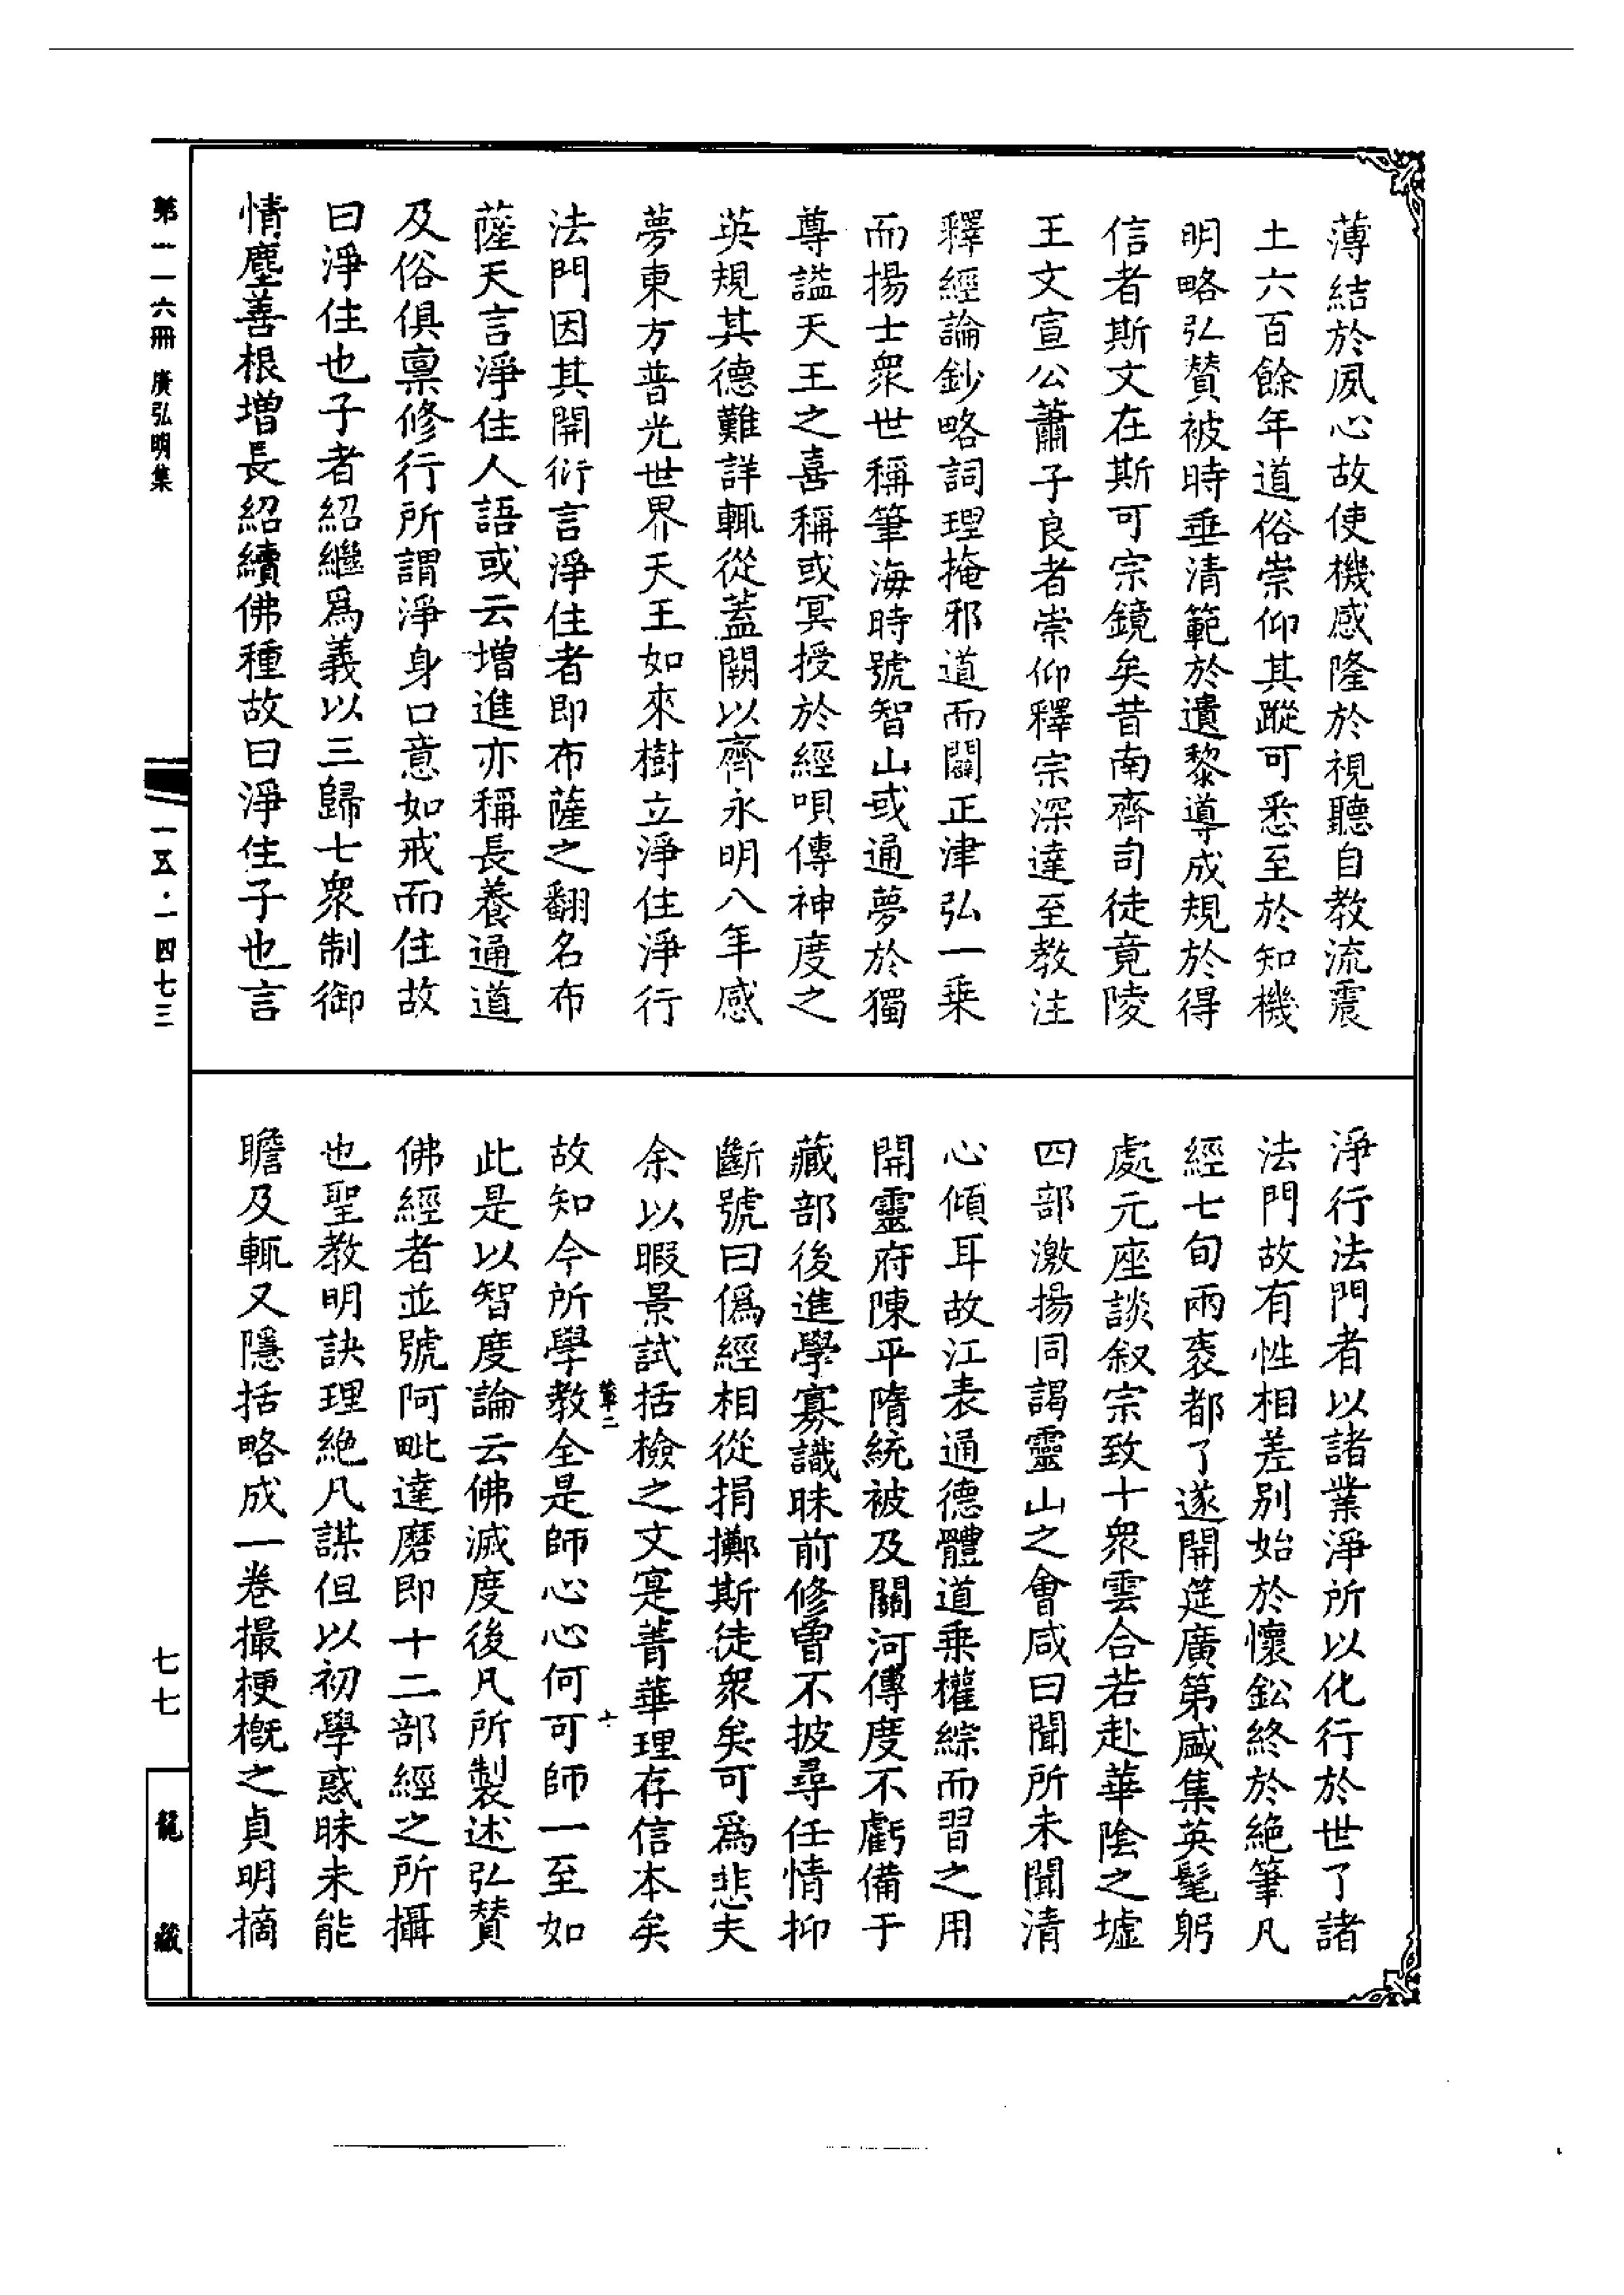 薄結於夙心故使機感隆於視聽自教流震
土六百餘年道俗崇仰其蹤可悉至於知機
明略弘贊被時垂清範於遺黎導成規於得
信者斯文在斯可宗鏡矣昔南齊司徒竟陵
王文宣公蕭子良者崇仰釋宗深達至教注
釋經論鈔略詞理掩邪道而闢正津弘一乘
而揚士衆世稱筆海時號智山或通夢於獨
尊謚天王之喜稱或冥授於經唄傳神度之
英規其德難詳輒從蓋闕以齊永明八年感
夢東方普光世界天王如來樹立淨住淨行
法門因其開衍言淨住者即布薩之翻名布
薩天言淨住人語或云增進亦稱長養通道
及俗俱稟修行所謂淨身口意如戒而住故
曰淨住也子者紹繼爲義以三歸七衆制御
情塵善根增長紹續佛種故曰淨住子也言
淨行法門者以諸業淨所以化行於世了諸
法門故有性相差別始於懷鈆終於絕筆凡
經七旬兩袠都了遂開筵廣第盛集英髦躬
處元座談叙宗致十衆雲合若赴華陰之墟
四部激揚同謁靈山之會咸曰聞所未聞清
心傾耳故江表通德體道乘權綜而習之用
開靈府陳平隋統被及關河傳度不虧備于
藏部後進學寡識昧前修曾不披尋任情抑
斷號曰僞經相從捐擲斯徒衆矣可爲悲夫
余以暇景試括檢之文寔菁華理存信本矣
故知今所學教全是師心心何可師一至如
此是以智度論云佛滅度後凡所製述弘贊
佛經者並號阿毗達磨即十二部經之所攝
也聖教明訣理絕凡謀但以初學惑昧未能
瞻及輒又隱括略成一卷撮梗槪之貞明摘
第一一六冊 廣弘明集
一五·一四七三
七七
龍藏